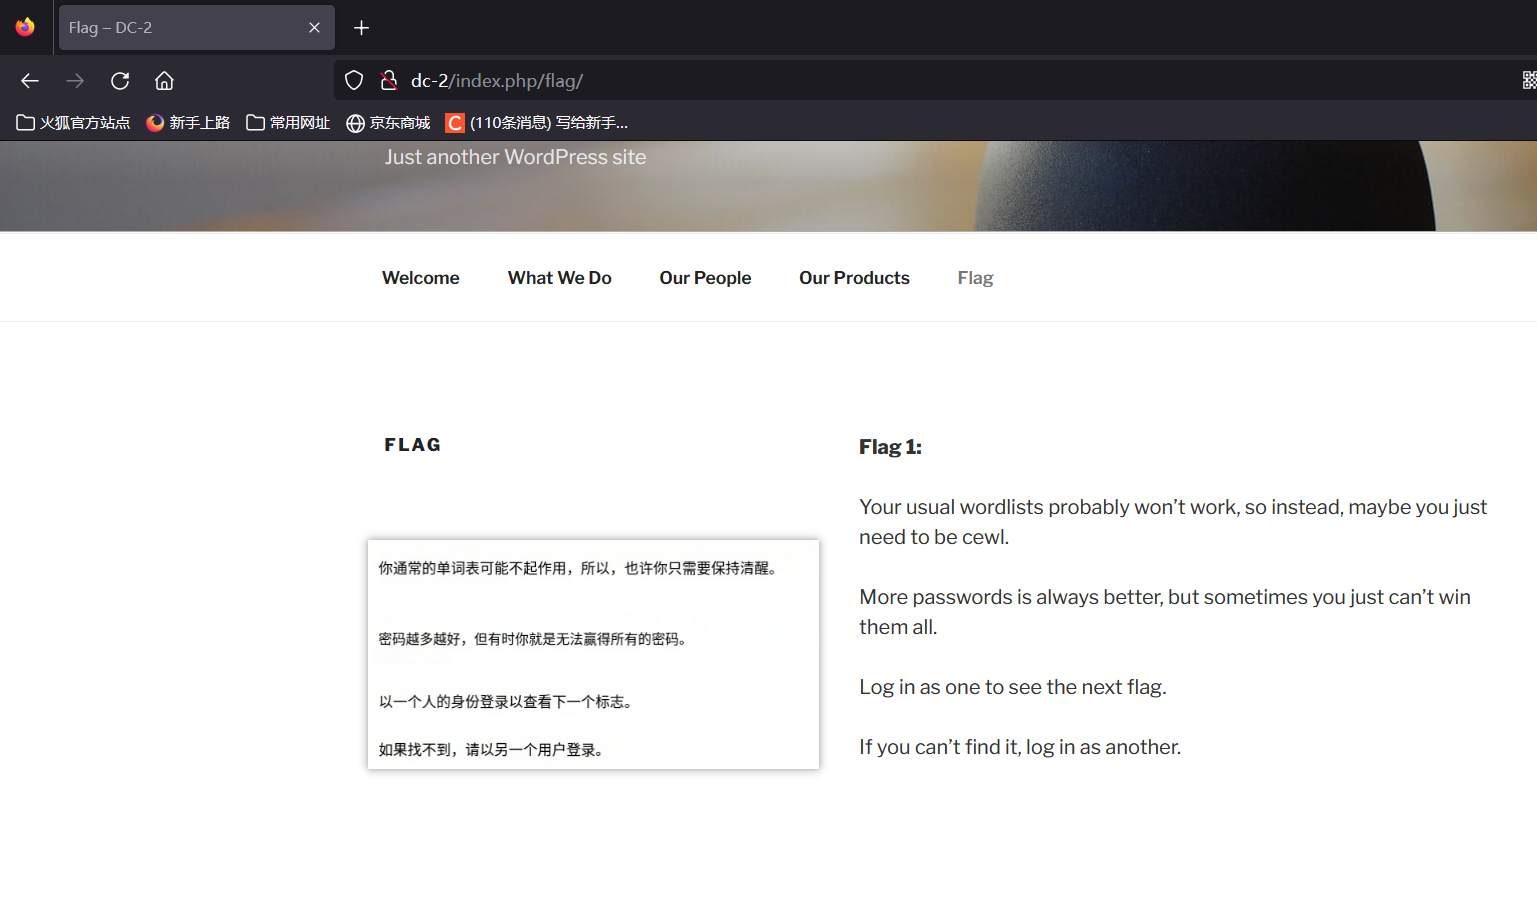 Flag – DC-2
dc-2/index.php/flag/
火狐官方站点 新手上路 常用网址 京东商城 C (110条消息) 写给新手...
Just another WordPress site
Welcome What We Do Our People Our Products Flag
FLAG
你通常的单词表可能不起作用，所以，也许你只需要保持清醒。
密码越多越好，但有时你就是无法赢得所有的密码。
以一个人的身份登录以查看下一个标志。
如果找不到，请以另一个用户登录。
Flag 1:
Your usual wordlists probably won’t work, so instead, maybe you just
need to be cewl.
More passwords is always better, but sometimes you just can’t win
them all.
Log in as one to see the next flag.
If you can’t find it, log in as another.